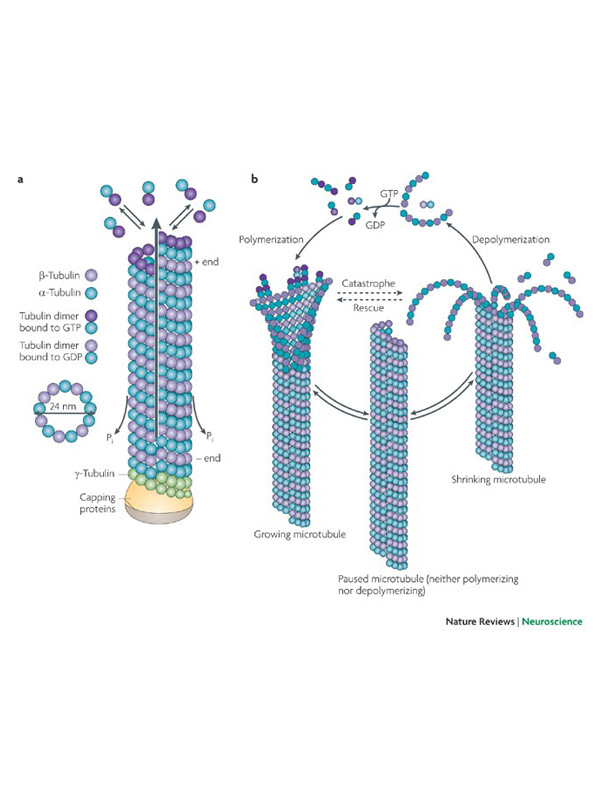 a
+ end
β-Tubulin
α-Tubulin
Tubulin dimer
bound to GTP
Tubulin dimer
bound to GDP
24 nm
Pi
Pi
– end
γ-Tubulin
Capping
proteins
b
GTP
GDP
Polymerization
Depolymerization
Catastrophe
Rescue
Growing microtubule
Shrinking microtubule
Paused microtubule (neither polymerizing
nor depolymerizing)
Nature Reviews | Neuroscience